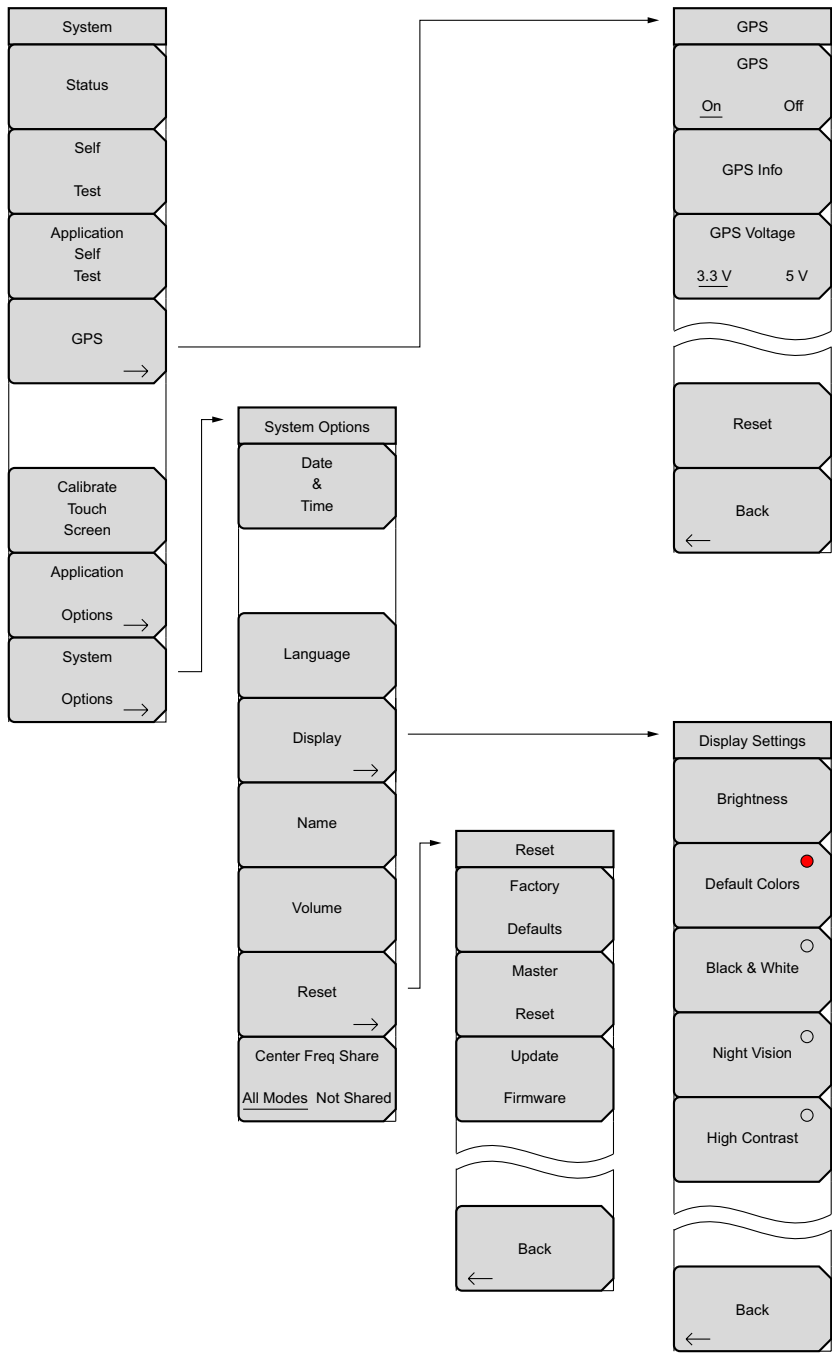 System
Status
Self
Test
Application
Self
Test
GPS
Calibrate
Touch
Screen
Application
Options
System
Options
System Options
Date
&
Time
Language
Display
Name
Volume
Reset
Center Freq Share
All Modes Not Shared
Reset
Factory
Defaults
Master
Reset
Update
Firmware
Back
GPS
GPS
On Off
GPS Info
GPS Voltage
3.3 V 5 V
Reset
Back
Display Settings
Brightness
Default Colors
Black & White
Night Vision
High Contrast
Back